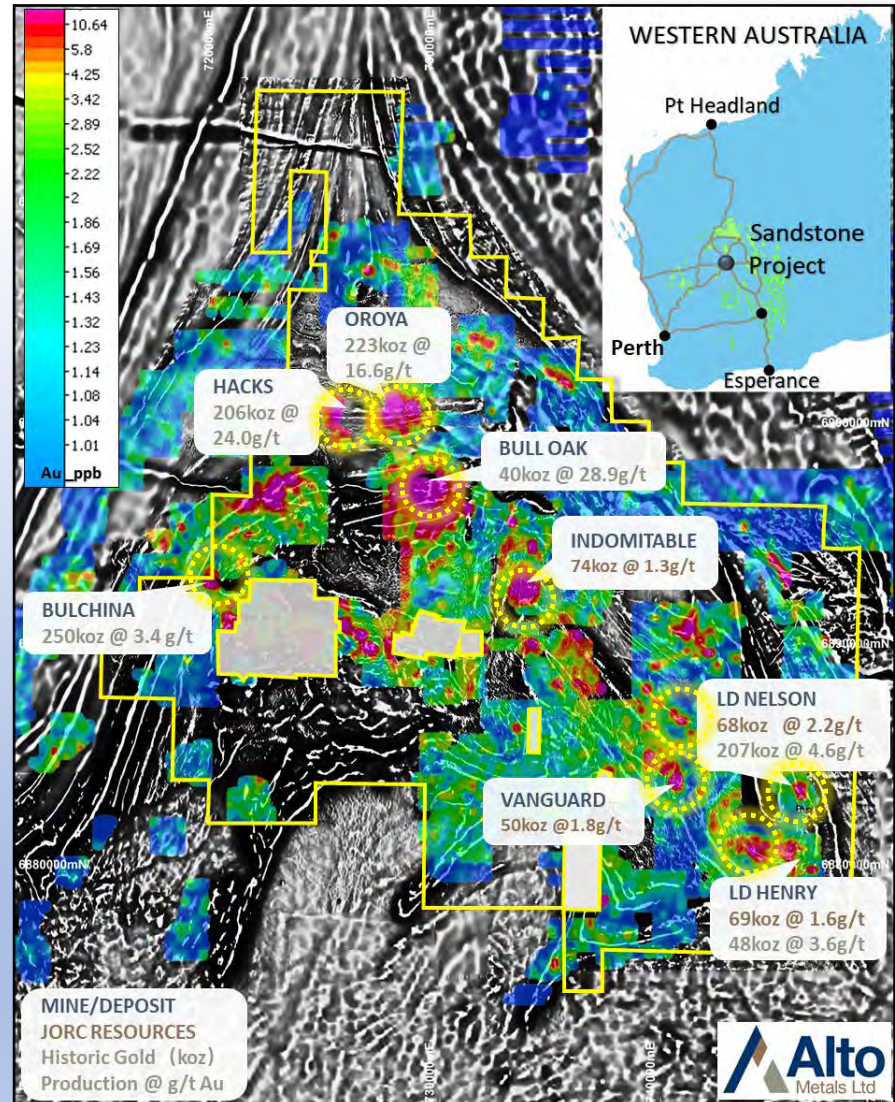 10.64
5.8
4.25
3.42
2.89
2.52
2.22
2
1.86
1.69
1.56
1.43
1.32
1.23
1.14
1.08
1.04
1.01
Au_ppb
720000mE
WESTERN AUSTRALIA
Pt Headland
Sandstone
Project
Perth
Esperance
OROYA
223koz @
16.6g/t
HACKS
206koz @
24.0g/t
6900000mN
BULL OAK
40koz @ 28.9g/t
INDOMITABLE
74koz @ 1.3g/t
BULCHINA
250koz @ 3.4 g/t
6890000mN
LD NELSON
68koz @ 2.2g/t
207koz @ 4.6g/t
VANGUARD
50koz @1.8g/t
6880000mN
LD HENRY
69koz @ 1.6g/t
48koz @ 3.6g/t
MINE/DEPOSIT
JORC RESOURCES
Historic Gold (koz)
Production @ g/t Au
730000mE
Alto
Metals Ltd